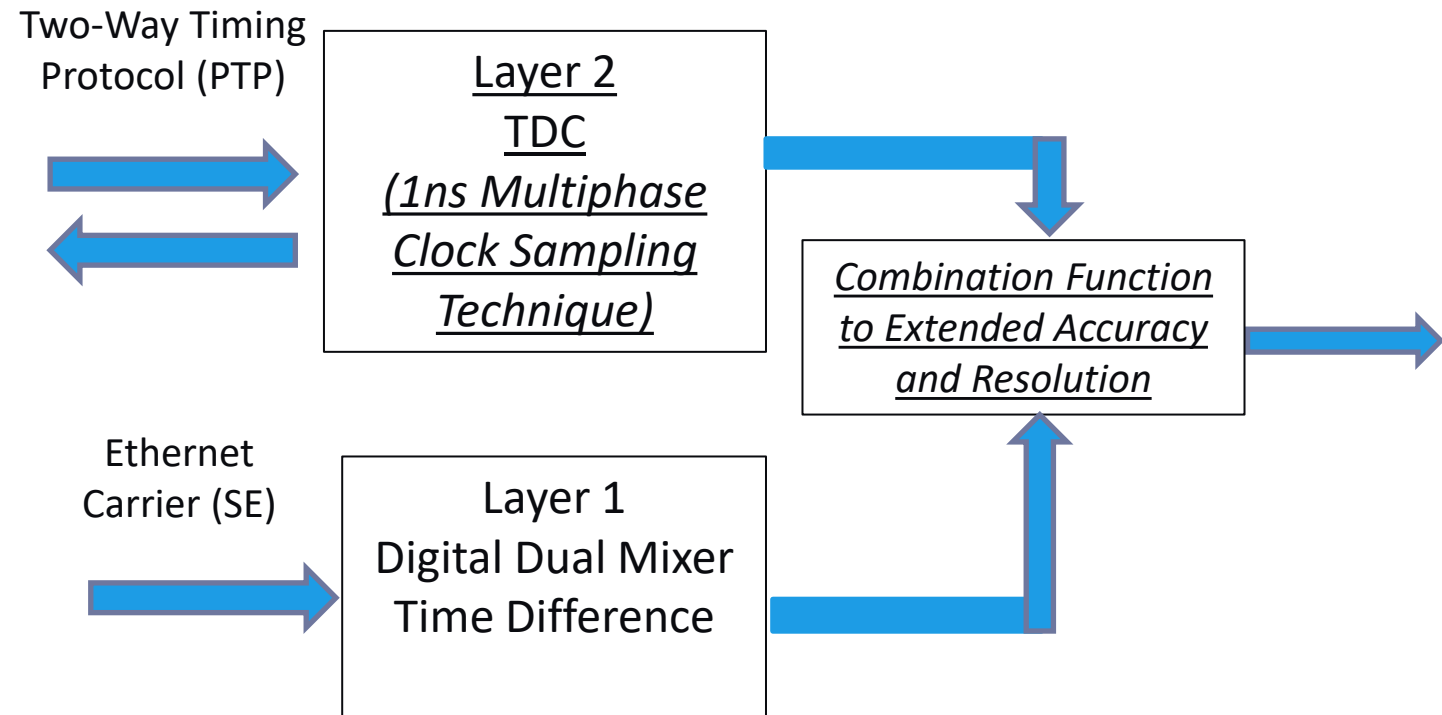 Two-Way Timing
Protocol (PTP)
Layer 2
TDC
(1ns Multiphase
Clock Sampling
Technique)
Combination Function
to Extended Accuracy
and Resolution
Ethernet
Carrier (SE)
Layer 1
Digital Dual Mixer
Time Difference